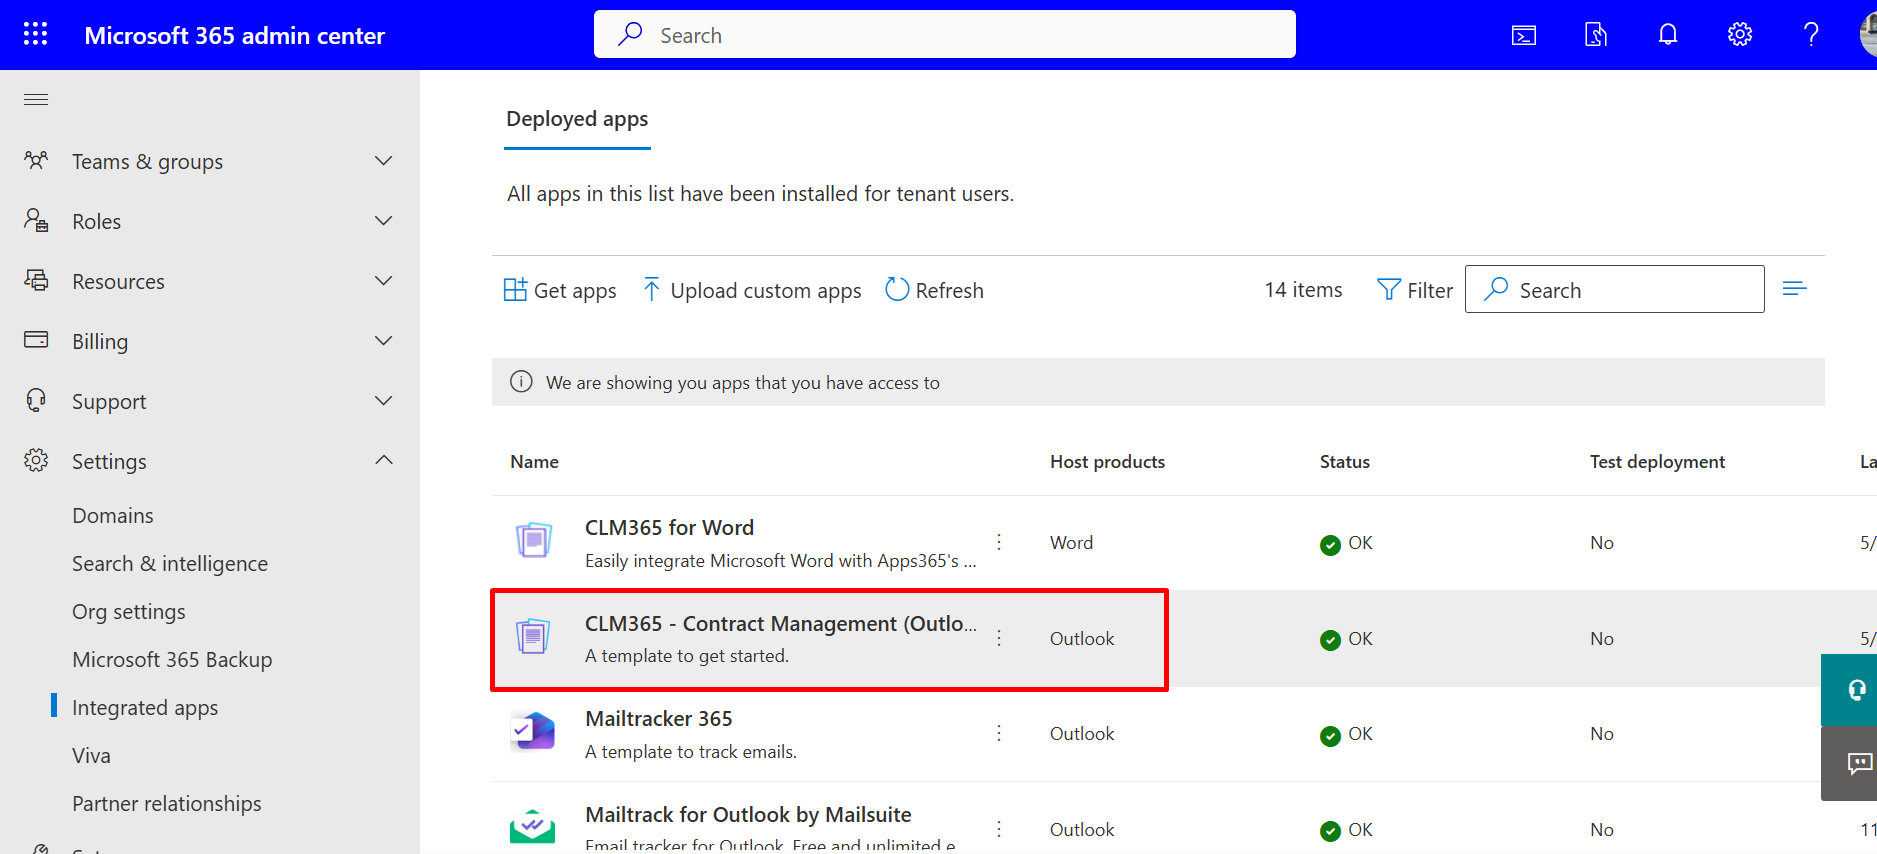 Microsoft 365 admin center
Search
Teams & groups
Roles
Resources
Billing
Support
Settings
Domains
Search & intelligence
Org settings
Microsoft 365 Backup
Integrated apps
Viva
Partner relationships
Deployed apps
All apps in this list have been installed for tenant users.
Get apps
Upload custom apps
Refresh
14 items
Filter
Search
We are showing you apps that you have access to
Name Host products Status Test deployment La
CLM365 for Word
Easily integrate Microsoft Word with Apps365's ...
Word OK No 5/
CLM365 - Contract Management (Outlo...
A template to get started.
Outlook OK No 5/
Mailtracker 365
A template to track emails.
Outlook OK No
Mailtrack for Outlook by Mailsuite
Email tracker for Outlook. Free and unlimited e
Outlook OK No 11